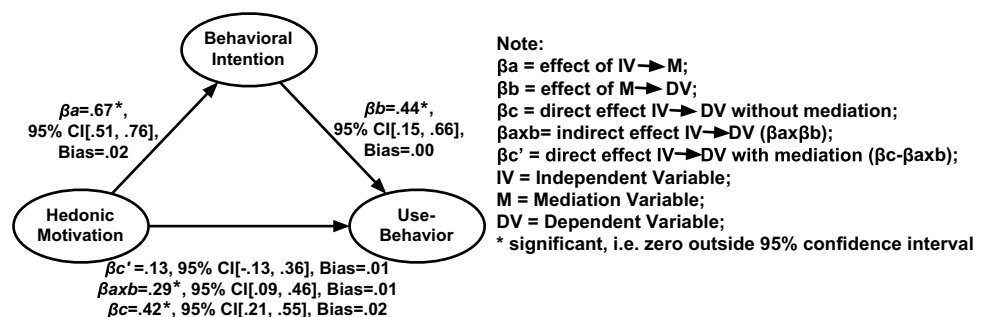 Behavioral
Intention
βa=.67*,
95% CI[.51, .76],
Bias=.02
βb=.44*,
95% CI[.15, .66],
Bias=.00
Hedonic
Motivation
Use-
Behavior
βc'=.13, 95% CI[-.13, .36], Bias=.01
βaxb=.29*, 95% CI[.09, .46], Bias=.01
βc=.42*, 95% CI[.21, .55], Bias=.02
Note:
βa = effect of IV→M;
βb = effect of M→DV;
βc = direct effect IV→DV without mediation;
βaxb= indirect effect IV→DV (βaxβb);
βc’ = direct effect IV→DV with mediation (βc-βaxb);
IV = Independent Variable;
M = Mediation Variable;
DV = Dependent Variable;
* significant, i.e. zero outside 95% confidence interval